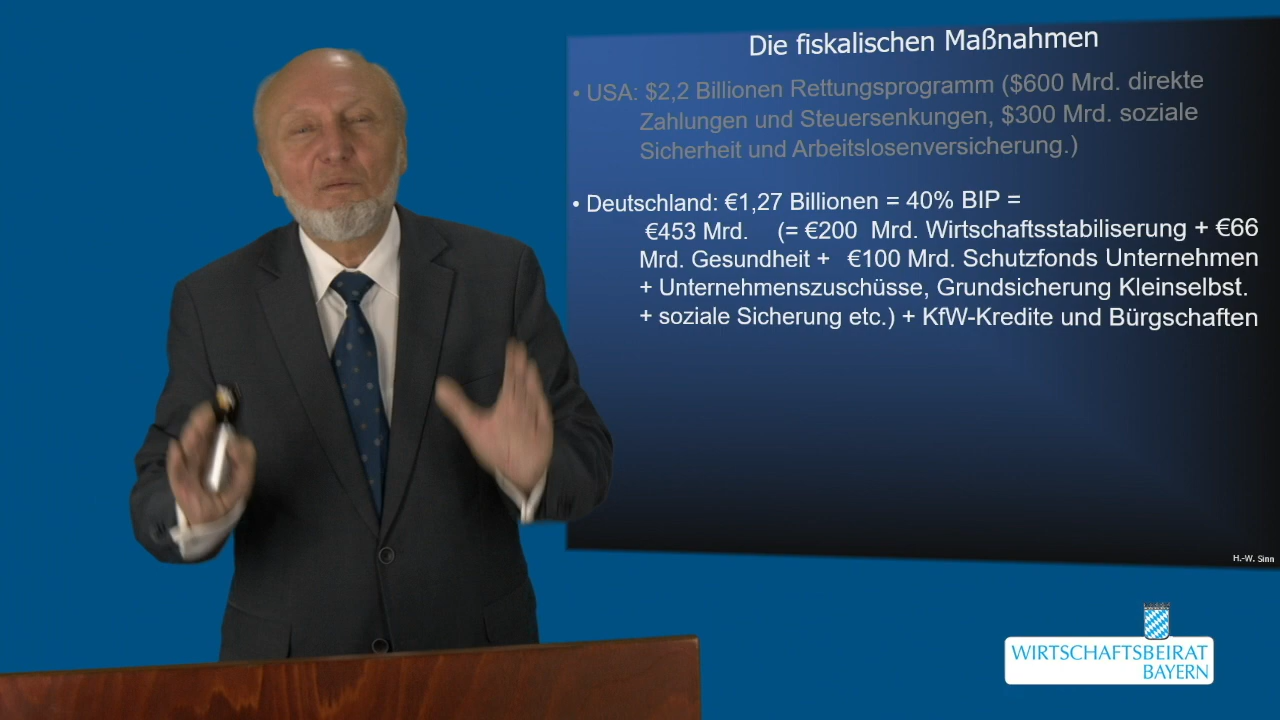 Die fiskalischen Maßnahmen
• USA: $2,2 Billionen Rettungsprogramm ($600 Mrd. direkte
Zahlungen und Steuersenkungen, $300 Mrd. soziale
Sicherheit und Arbeitslosenversicherung.)
• Deutschland: €1,27 Billionen = 40% BIP =
€453 Mrd. (= €200 Mrd. Wirtschaftsstabiliserung + €66
Mrd. Gesundheit + €100 Mrd. Schutzfonds Unternehmen
+ Unternehmenszuschüsse, Grundsicherung Kleinselbst.
+ soziale Sicherung etc.) + KfW-Kredite und Bürgschaften
H.-W. Sinn
WIRTSCHAFTSBEIRAT
BAYERN